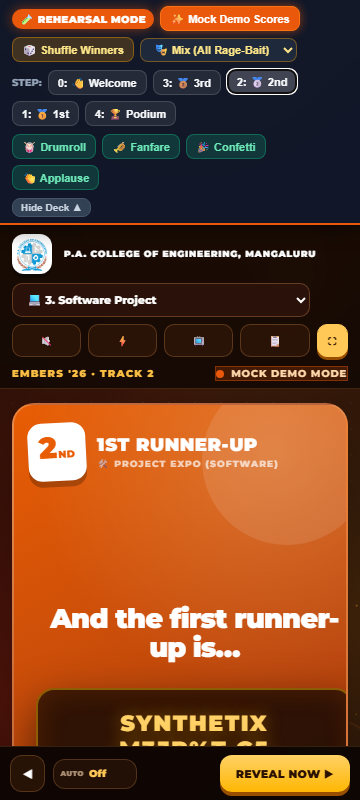 REHEARSAL MODE
Mock Demo Scores
Shuffle Winners
Mix (All Rage-Bait)
STEP:
0: Welcome
3: 3rd
2: 2nd
1: 1st
4: Podium
Drumroll
Fanfare
Confetti
Applause
Hide Deck ▲
P.A. COLLEGE OF ENGINEERING, MANGALURU
3. Software Project
EMBERS '26 • TRACK 2
MOCK DEMO MODE
2ND
1ST RUNNER-UP
PROJECT EXPO (SOFTWARE)
And the first runner-
up is...
SYNTHETIX
AUTO Off
REVEAL NOW ▶